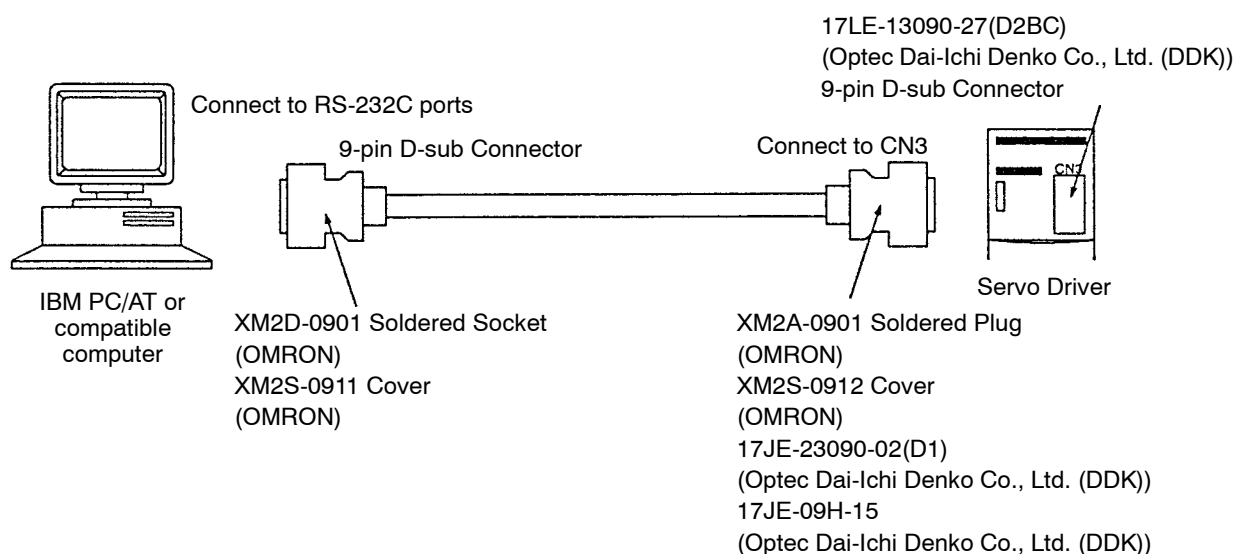 17LE-13090-27(D2BC)
(Optec Dai-Ichi Denko Co., Ltd. (DDK))
9-pin D-sub Connector
Connect to RS-232C ports
9-pin D-sub Connector
Connect to CN3
CN3
Servo Driver
IBM PC/AT or
compatible
computer
XM2D-0901 Soldered Socket
(OMRON)
XM2S-0911 Cover
(OMRON)
XM2A-0901 Soldered Plug
(OMRON)
XM2S-0912 Cover
(OMRON)
17JE-23090-02(D1)
(Optec Dai-Ichi Denko Co., Ltd. (DDK))
17JE-09H-15
(Optec Dai-Ichi Denko Co., Ltd. (DDK))